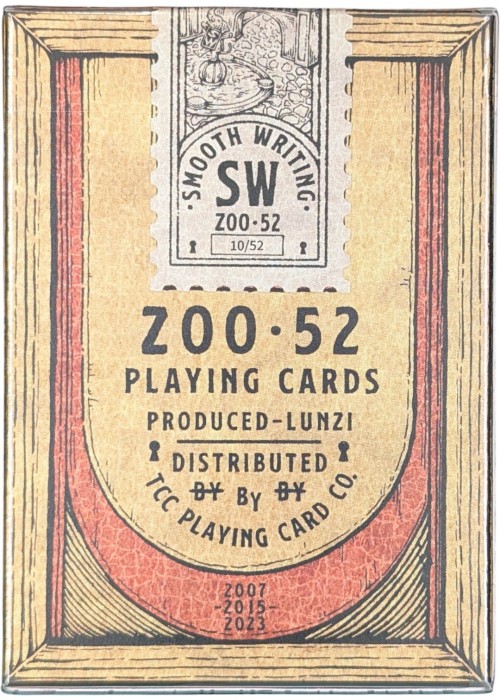 ·SMOOTH WRITING·
SW
ZOO·52
10/52
ZOO·52
PLAYING CARDS
PRODUCED-LUNZI
DISTRIBUTED
BY BY BY
TCC PLAYING CARD CO.
2007
-2015-
2023